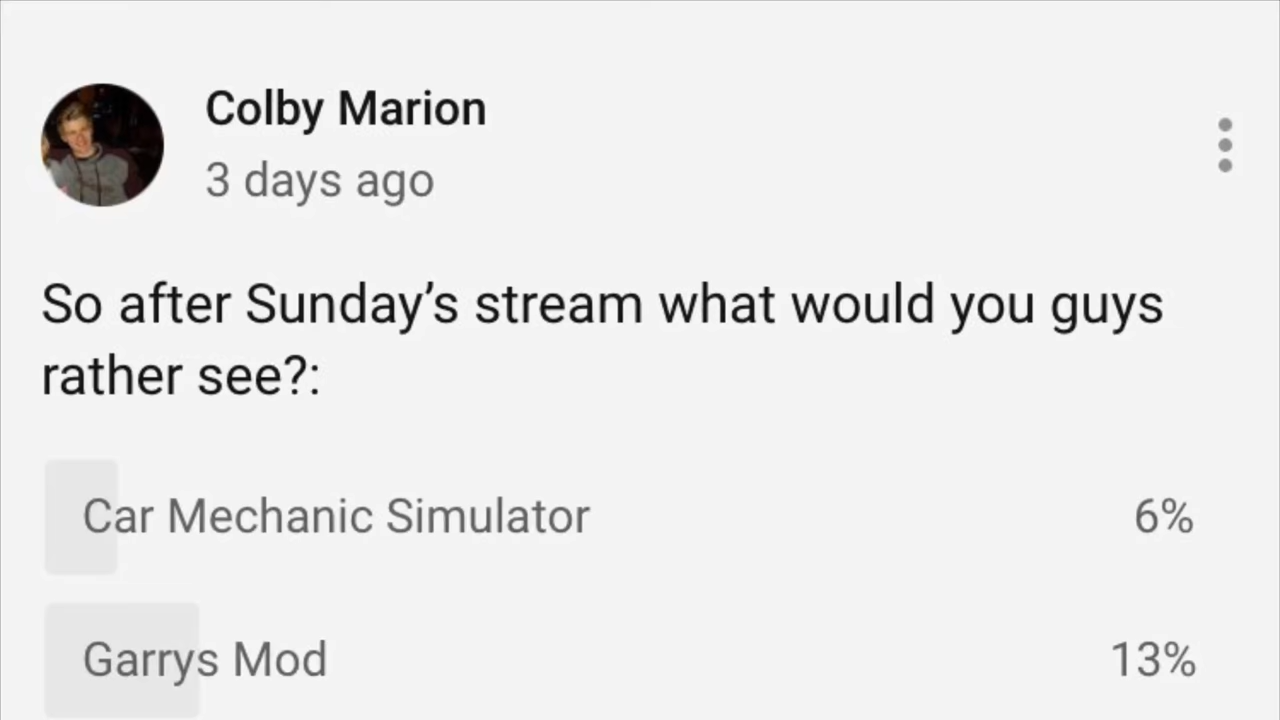 Colby Marion
3 days ago
So after Sunday’s stream what would you guys
rather see?:
Car Mechanic Simulator 6%
Garrys Mod 13%